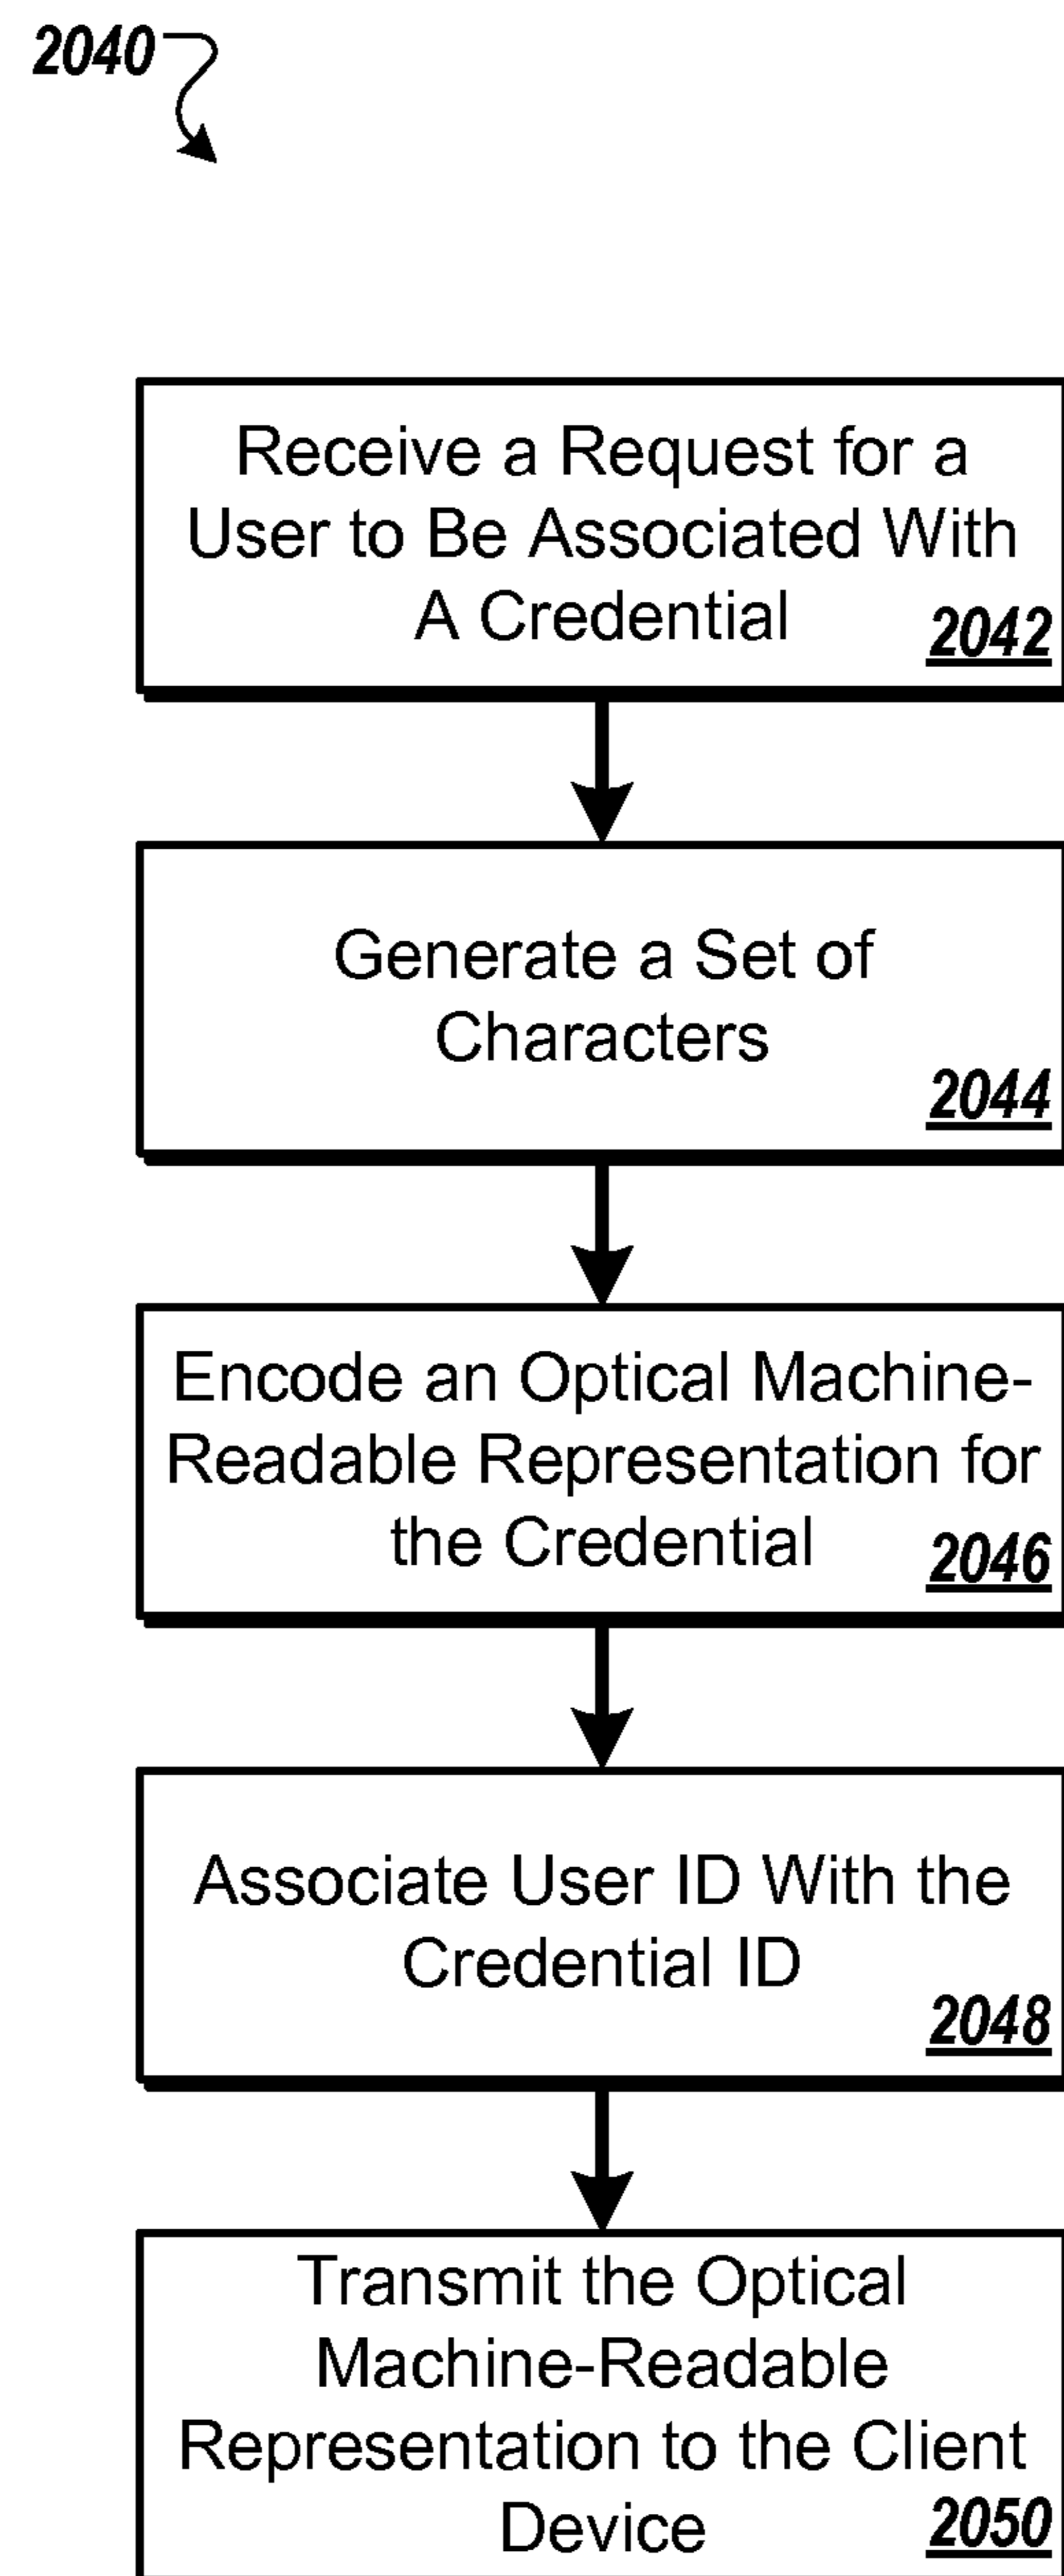 2040
Receive a Request for a
User to Be Associated With
A Credential 2042
Generate a Set of
Characters
2044
Encode an Optical Machine-
Readable Representation for
the Credential 2046
Associate User ID With the
Credential ID
2048
Transmit the Optical
Machine-Readable
Representation to the Client
Device 2050